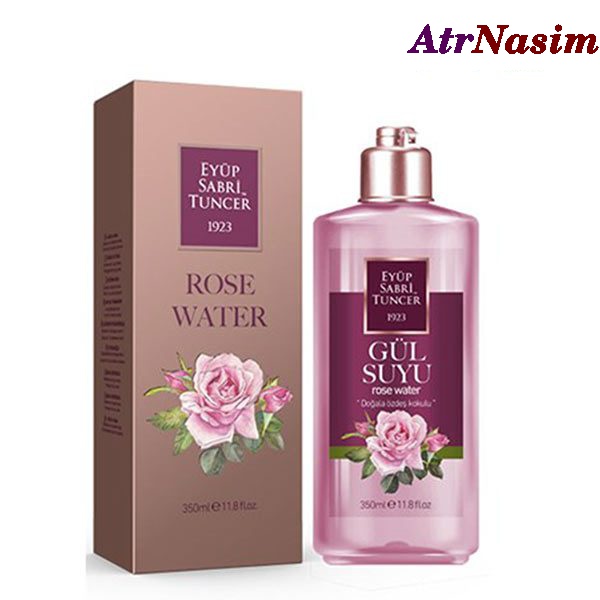 AtrNasim
EYÜP
SABRİ
TUNCER
1923
ROSE
WATER
350ml e 11.8 fl.oz
EYÜP
SABRİ
TUNCER
1923
GÜL
SUYU
rose water
"Doğala özdeş kokulu"
350ml e 11.8 fl.oz